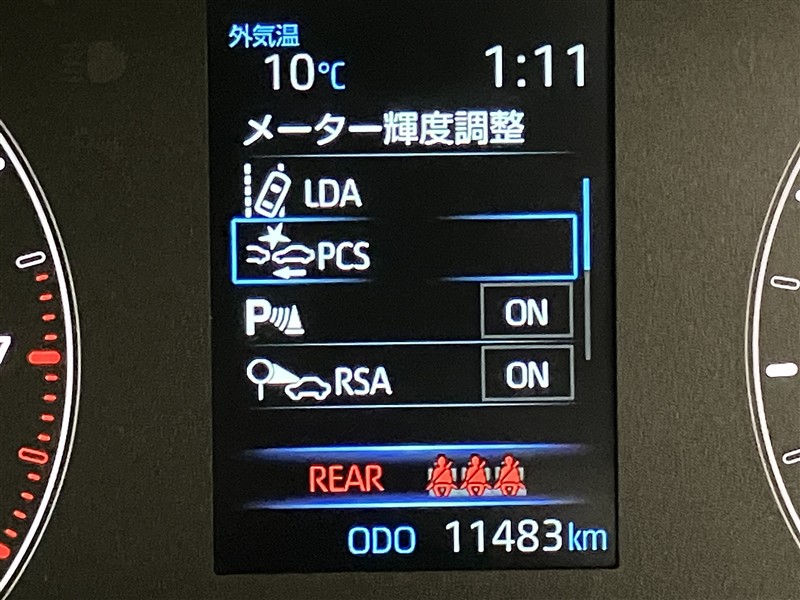 外気温
10℃ 1:11
メーター輝度調整
LDA
PCS
P ON
RSA ON
REAR
ODO 11483km